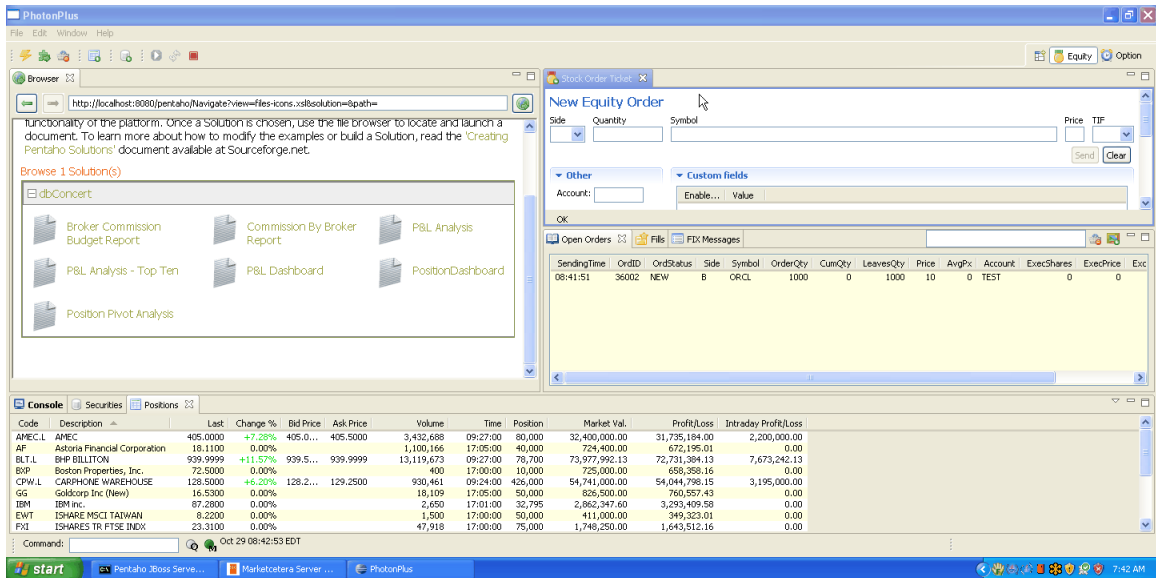 PhotonPlus
File Edit Window Help
Equity Option
Browser
http://localhost:8080/pentaho/Navigate?view=files-icons.xsl&solution=&path=
functionality of the platform. Once a Solution is chosen, use the file browser to locate and launch a
document. To learn more about how to modify the examples or build a Solution, read the 'Creating
Pentaho Solutions' document available at Sourceforge.net.
Browse 1 Solution(s)
dbConcert
Broker Commission Budget Report
Commission By Broker Report
P&L Analysis
P&L Analysis - Top Ten
P&L Dashboard
PositionDashboard
Position Pivot Analysis
Stock Order Ticket
New Equity Order
Side Quantity Symbol Price TIF
Send Clear
Other Custom fields
Account: Enable... Value
OK
Open Orders Fills FIX Messages
SendingTime OrdID OrdStatus Side Symbol OrderQty CumQty LeavesQty Price AvgPx Account ExecShares ExecPrice Exc
08:41:51 36002 NEW B ORCL 1000 0 1000 10 0 TEST 0 0
Console Securities Positions
Code Description Last Change % Bid Price Ask Price Volume Time Position Market Val. Profit/Loss Intraday Profit/Loss
AMEC.L AMEC 405.0000 +7.28% 405.0... 405.5000 3,432,688 09:27:00 80,000 32,400,000.00 31,735,184.00 2,200,000.00
AF Astoria Financial Corporation 18.1100 0.00% 1,100,166 17:05:00 40,000 724,400.00 672,195.01 0.00
BLT.L BHP BILLITON 939.9999 +11.57% 939.5... 939.9999 13,119,673 09:27:00 78,700 73,977,992.13 72,731,384.13 7,673,242.13
BXP Boston Properties, Inc. 72.5000 0.00% 400 17:00:00 10,000 725,000.00 658,358.16 0.00
CPW.L CARPHONE WAREHOUSE 128.5000 +6.20% 128.2... 129.2500 930,461 09:24:00 426,000 54,741,000.00 54,044,798.15 3,195,000.00
GG Goldcorp Inc (New) 16.5300 0.00% 18,109 17:05:00 50,000 826,500.00 760,557.43 0.00
IBM IBM inc. 87.2800 0.00% 2,650 17:01:00 32,795 2,862,347.60 3,293,409.58 0.00
EWT ISHARE MSCI TAIWAN 8.2200 0.00% 1,500 17:00:00 50,000 411,000.00 349,323.01 0.00
FXI ISHARES TR FTSE INDX 23.3100 0.00% 47,918 17:00:00 75,000 1,748,250.00 1,643,512.16 0.00
Command: Oct 29 08:42:53 EDT
start Pentaho JBoss Serve... Marketcetera Server ... PhotonPlus 7:42 AM